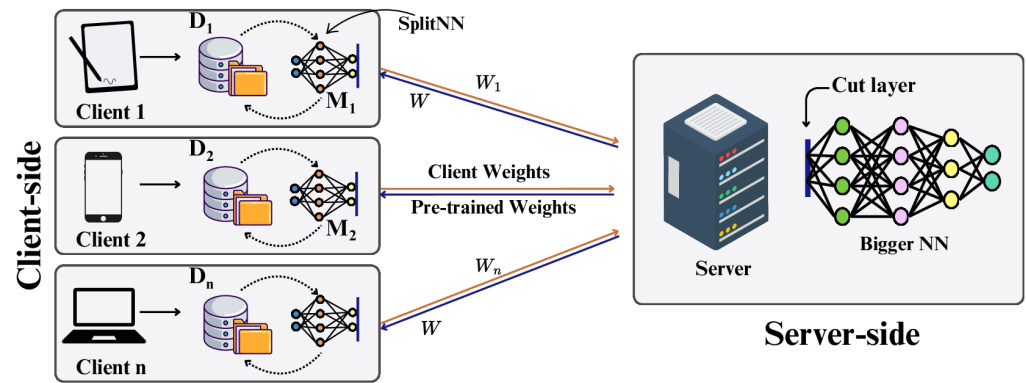 Client-side
D1
SplitNN
M1
Client 1
W1
W
D2
M2
Client 2
Client Weights
Pre-trained Weights
Dn
Client n
Wn
W
Cut layer
Server
Bigger NN
Server-side